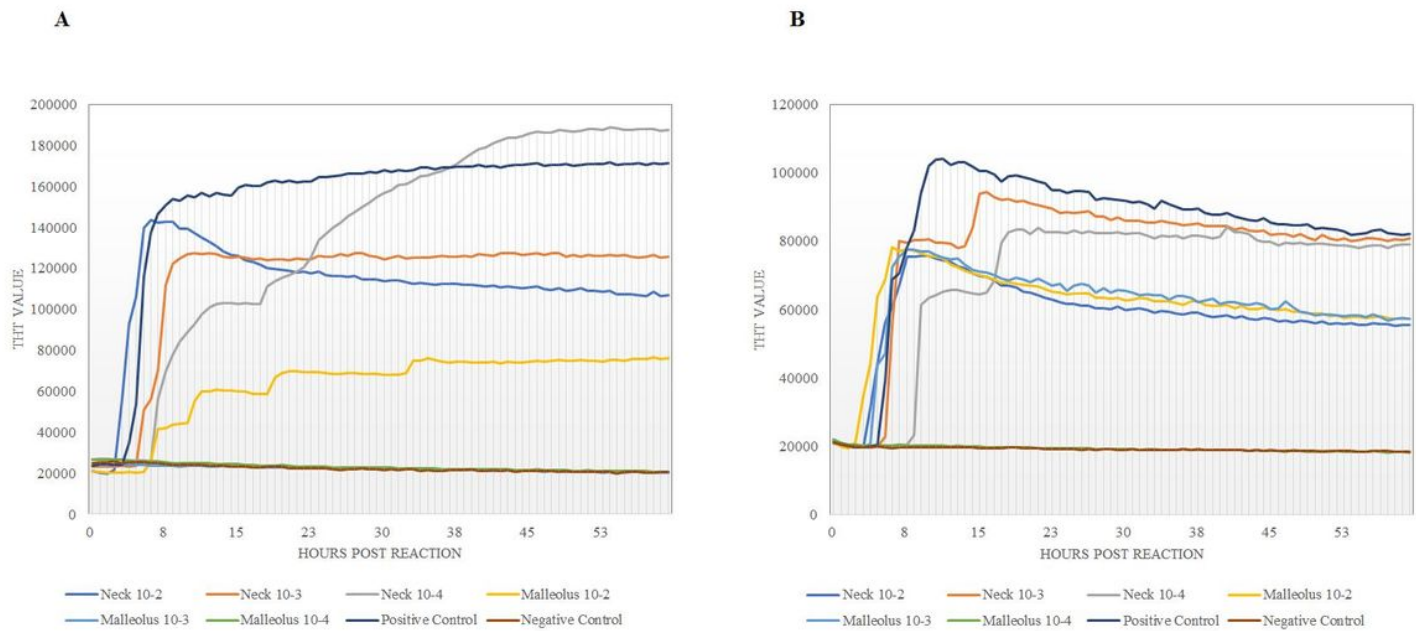 A
200000
180000
160000
140000
120000
100000
80000
60000
40000
20000
0
THT VALUE
0 8 15 23 30 38 45 53
HOURS POST REACTION
Neck 10-2 Neck 10-3 Neck 10-4 Malleolus 10-2
Malleolus 10-3 Malleolus 10-4 Positive Control Negative Control
B
120000
100000
80000
60000
40000
20000
0
THT VALUE
0 8 15 23 30 38 45 53
HOURS POST REACTION
Neck 10-2 Neck 10-3 Neck 10-4 Malleolus 10-2
Malleolus 10-3 Malleolus 10-4 Positive Control Negative Control